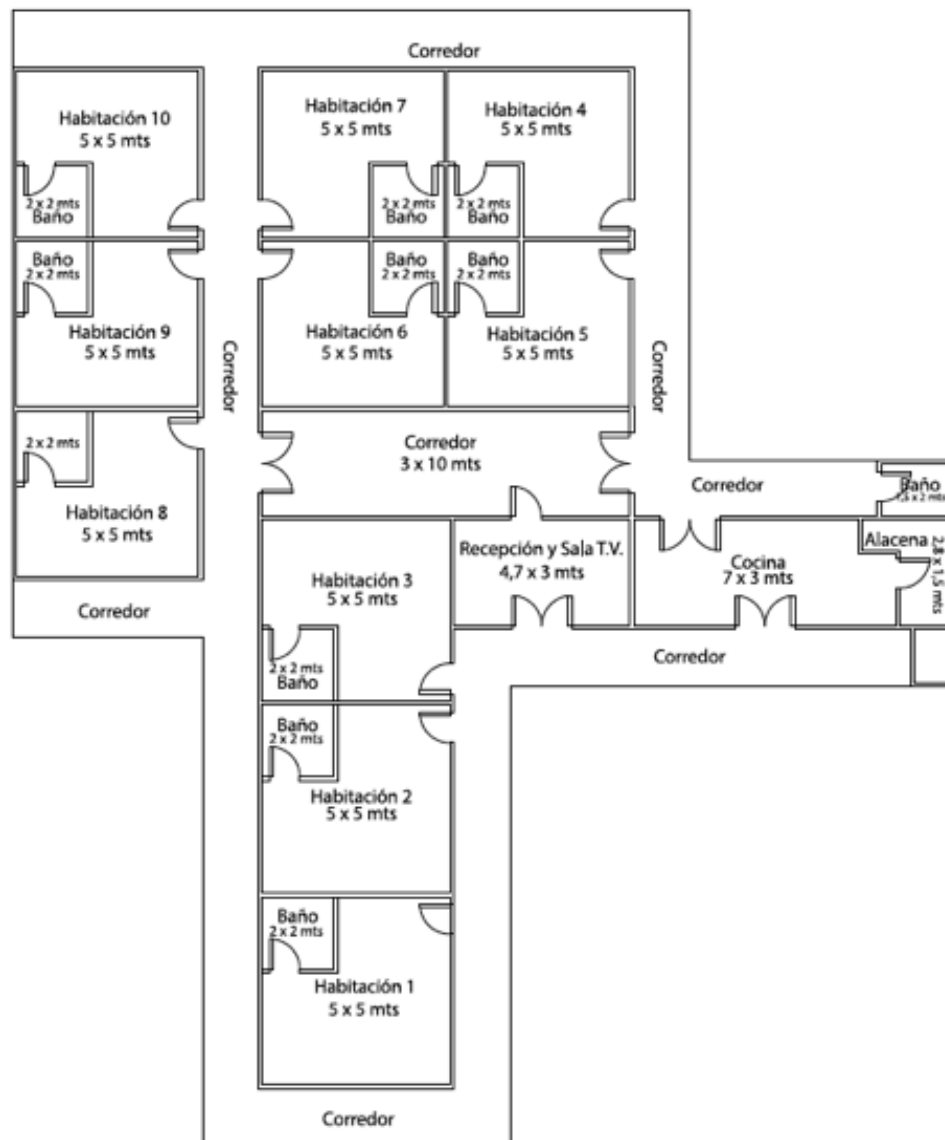 Corredor
Habitación 10
5 x 5 mts
2 x 2 mts
Baño
Habitación 7
5 x 5 mts
2 x 2 mts
Baño
Habitación 4
5 x 5 mts
2 x 2 mts
Baño
Baño
2 x 2 mts
Habitación 9
5 x 5 mts
Baño
2 x 2 mts
Habitación 6
5 x 5 mts
Baño
2 x 2 mts
Habitación 5
5 x 5 mts
Corredor
Corredor
2 x 2 mts
Habitación 8
5 x 5 mts
Corredor
Corredor
3 x 10 mts
Corredor
Baño
1,5 x 2 mts
Recepción y Sala T.V.
4,7 x 3 mts
Cocina
7 x 3 mts
Alacena
2,8 x 1,5 mts
Corredor
Habitación 3
5 x 5 mts
2 x 2 mts
Baño
Baño
2 x 2 mts
Habitación 2
5 x 5 mts
Baño
2 x 2 mts
Habitación 1
5 x 5 mts
Corredor